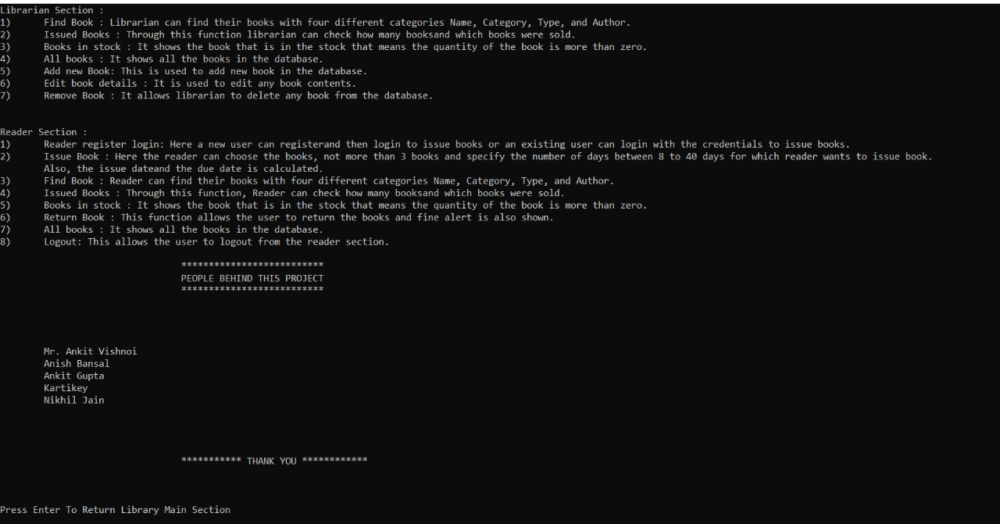 Librarian Section :
1) Find Book : Librarian can find their books with four different categories Name, Category, Type, and Author.
2) Issued Books : Through this function librarian can check how many booksand which books were sold.
3) Books in stock : It shows the book that is in the stock that means the quantity of the book is more than zero.
4) All books : It shows all the books in the database.
5) Add new Book: This is used to add new book in the database.
6) Edit book details : It is used to edit any book contents.
7) Remove Book : It allows librarian to delete any book from the database.
Reader Section :
1) Reader register login: Here a new user can registerand then login to issue books or an existing user can login with the credentials to issue books.
2) Issue Book : Here the reader can choose the books, not more than 3 books and specify the number of days between 8 to 40 days for which reader wants to issue book.
Also, the issue dateand the due date is calculated.
3) Find Book : Reader can find their books with four different categories Name, Category, Type, and Author.
4) Issued Books : Through this function, Reader can check how many booksand which books were sold.
5) Books in stock : It shows the book that is in the stock that means the quantity of the book is more than zero.
6) Return Book : This function allows the user to return the books and fine alert is also shown.
7) All books : It shows all the books in the database.
8) Logout: This allows the user to logout from the reader section.
**************************
PEOPLE BEHIND THIS PROJECT
**************************
Mr. Ankit Vishnoi
Anish Bansal
Ankit Gupta
Kartikey
Nikhil Jain
*********** THANK YOU ************
Press Enter To Return Library Main Section